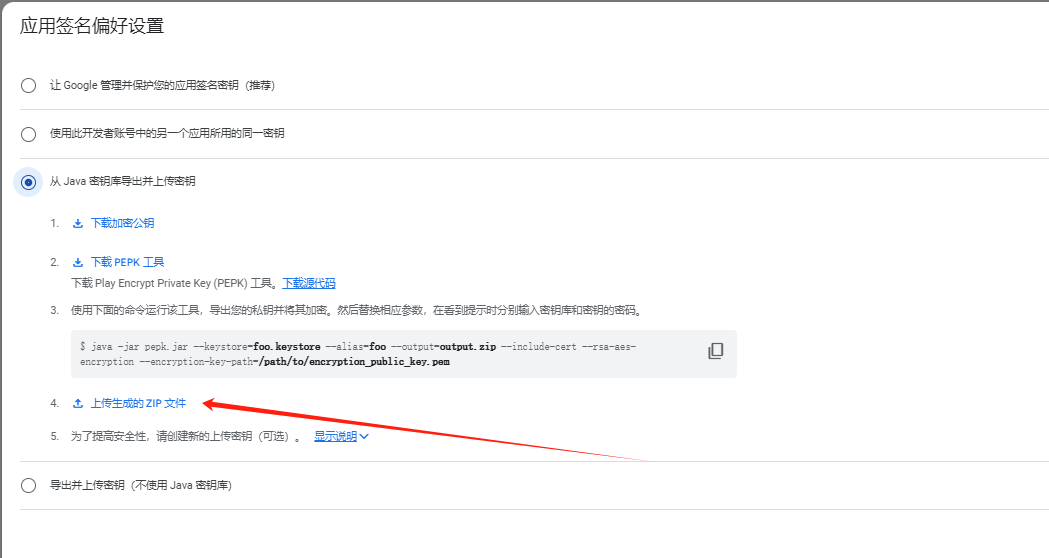 应用签名偏好设置
让 Google 管理并保护您的应用签名密钥（推荐）
使用此开发者账号中的另一个应用所用的同一密钥
从 Java 密钥库导出并上传密钥
1. 下载加密公钥
2. 下载 PEPK 工具
下载 Play Encrypt Private Key (PEPK) 工具。下载源代码
3. 使用下面的命令运行该工具，导出您的私钥并将其加密。然后替换相应参数，在看到提示时分别输入密钥库和密钥的密码。
$ java -jar pepk.jar --keystore=foo.keystore --alias=foo --output=output.zip --include-cert --rsa-aes-
encryption --encryption-key-path=/path/to/encryption_public_key.pem
4. 上传生成的 ZIP 文件
5. 为了提高安全性，请创建新的上传密钥（可选）。 显示说明
导出并上传密钥（不使用 Java 密钥库）